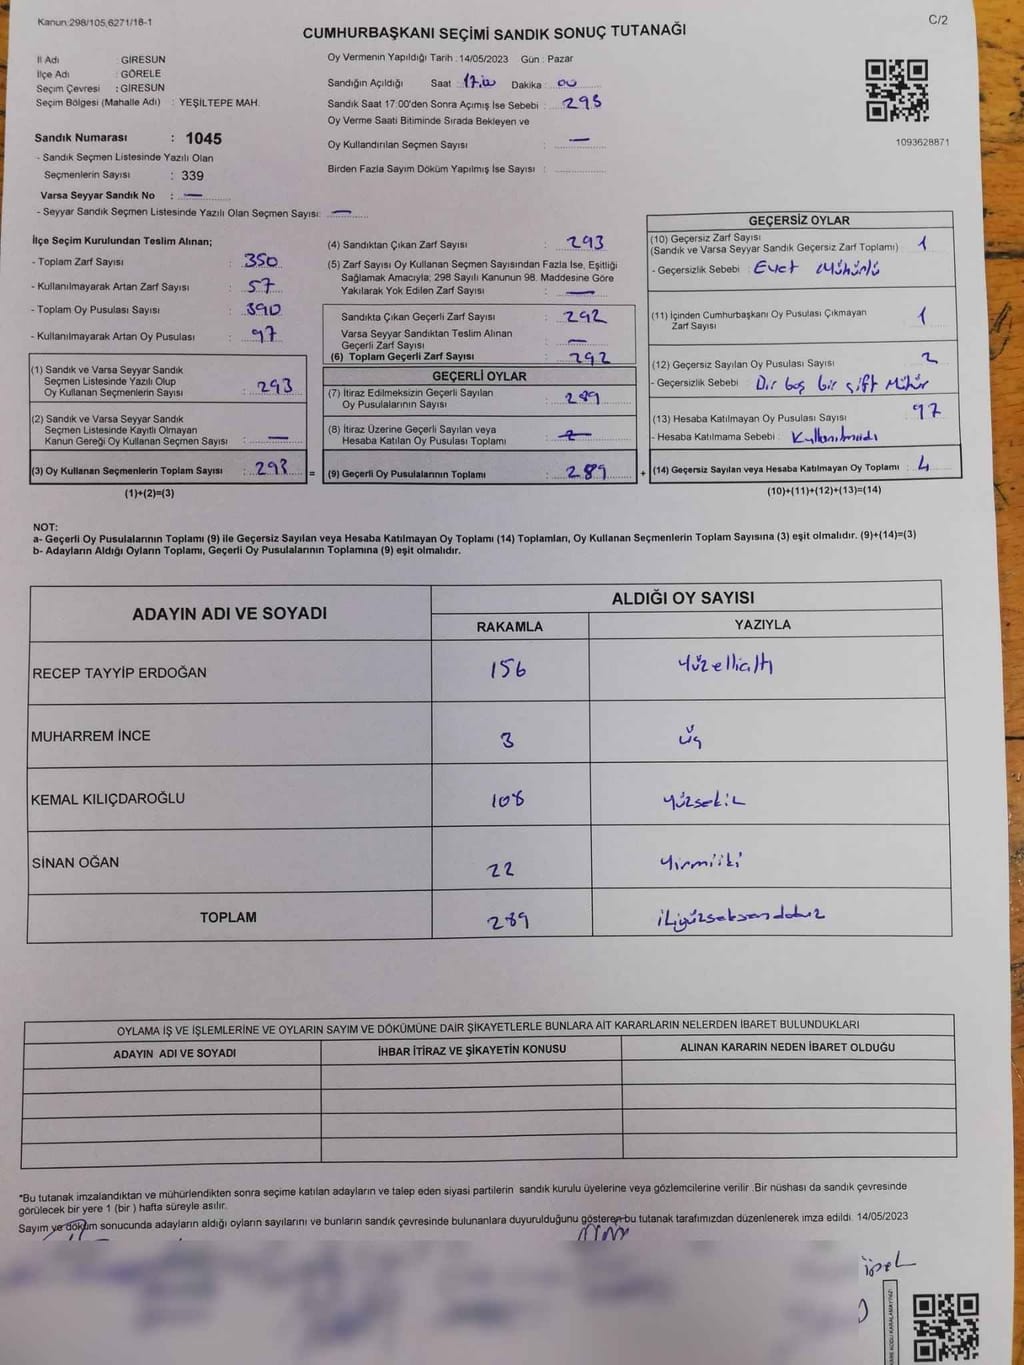 Kanun:298/105,6271/18-1
C/2
CUMHURBAŞKANI SEÇİMİ SANDIK SONUÇ TUTANAĞI
İl Adı : GİRESUN
İlçe Adı : GÖRELE
Seçim Çevresi : GİRESUN
Seçim Bölgesi (Mahalle Adı) : YEŞİLTEPE MAH.
Sandık Numarası : 1045
- Sandık Seçmen Listesinde Yazılı Olan
Seçmenlerin Sayısı : 339
Varsa Seyyar Sandık No : —
- Seyyar Sandık Seçmen Listesinde Yazılı Olan Seçmen Sayısı: —
Oy Vermenin Yapıldığı Tarih : 14/05/2023 Gün : Pazar
Sandığın Açıldığı Saat : 17.00 Dakika : 00
Sandık Saat 17.00'den Sonra Açımış İse Sebebi : 295
Oy Verme Saati Bitiminde Sırada Bekleyen ve
Oy Kullandırılan Seçmen Sayısı : —
Birden Fazla Sayım Döküm Yapılmış İse Sayısı :
1093628871
İlçe Seçim Kurulundan Teslim Alınan;
- Toplam Zarf Sayısı : 350
- Kullanılmayarak Artan Zarf Sayısı : 57
- Toplam Oy Pusulası Sayısı : 390
- Kullanılmayarak Artan Oy Pusulası : 97
(1) Sandık ve Varsa Seyyar Sandık
Seçmen Listesinde Yazılı Olup
Oy Kullanan Seçmenlerin Sayısı : 293
(2) Sandık ve Varsa Seyyar Sandık
Seçmen Listesinde Kayıtlı Olmayan
Kanun Gereği Oy Kullanan Seçmen Sayısı : —
(3) Oy Kullanan Seçmenlerin Toplam Sayısı : 293 =
(1)+(2)=(3)
(4) Sandıktan Çıkan Zarf Sayısı : 293
(5) Zarf Sayısı Oy Kullanan Seçmen Sayısından Fazla İse, Eşitliği
Sağlamak Amacıyla; 298 Sayılı Kanunun 98. Maddesine Göre
Yakılarak Yok Edilen Zarf Sayısı : —
Sandıkta Çıkan Geçerli Zarf Sayısı : 292
Varsa Seyyar Sandıktan Teslim Alınan
Geçerli Zarf Sayısı : —
(6) Toplam Geçerli Zarf Sayısı : 292
GEÇERLİ OYLAR
(7) İtiraz Edilmeksizin Geçerli Sayılan
Oy Pusulalarının Sayısı : 289
(8) İtiraz Üzerine Geçerli Sayılan veya
Hesaba Katılan Oy Pusulası Toplamı :
(9) Geçerli Oy Pusulalarının Toplamı : 289 +
GEÇERSİZ OYLAR
(10) Geçersiz Zarf Sayısı
(Sandık ve Varsa Seyyar Sandık Geçersiz Zarf Toplamı) : 1
- Geçersizlik Sebebi : Evet Mühürlü
(11) İçinden Cumhurbaşkanı Oy Pusulası Çıkmayan
Zarf Sayısı : 1
(12) Geçersiz Sayılan Oy Pusulası Sayısı : 2
- Geçersizlik Sebebi : Bir boş bir çift Mühür
(13) Hesaba Katılmayan Oy Pusulası Sayısı : 97
- Hesaba Katılmama Sebebi : Kullanılmadı
(14) Geçersiz Sayılan veya Hesaba Katılmayan Oy Toplamı : 4
(10)+(11)+(12)+(13)=(14)
NOT:
a- Geçerli Oy Pusulalarının Toplamı (9) ile Geçersiz Sayılan veya Hesaba Katılmayan Oy Toplamı (14) Toplamları, Oy Kullanan Seçmenlerin Toplam Sayısına (3) eşit olmalıdır. (9)+(14)=(3)
b- Adayların Aldığı Oyların Toplamı, Geçerli Oy Pusulalarının Toplamına (9) eşit olmalıdır.
ADAYIN ADI VE SOYADI
ALDIĞI OY SAYISI
RAKAMLA YAZIYLA
RECEP TAYYİP ERDOĞAN 156 Yüzellialtı
MUHARREM İNCE 3 Üç
KEMAL KILIÇDAROĞLU 108 Yüzsekiz
SİNAN OĞAN 22 Yirmiiki
TOPLAM 289 ikiyüzseksendokuz
OYLAMA İŞ VE İŞLEMLERİNE VE OYLARIN SAYIM VE DÖKÜMÜNE DAİR ŞİKAYETLERLE BUNLARA AİT KARARLARIN NELERDEN İBARET BULUNDUKLARI
ADAYIN ADI VE SOYADI İHBAR İTİRAZ VE ŞİKAYETİN KONUSU ALINAN KARARIN NEDEN İBARET OLDUĞU
*Bu tutanak imzalandıktan ve mühürlendikten sonra seçime katılan adayların ve talep eden siyasi partilerin sandık kurulu üyelerine veya gözlemcilerine verilir .Bir nüshası da sandık çevresinde
görülecek bir yere 1 (bir ) hafta süreyle asılır.
Sayım ve döküm sonucunda adayların aldığı oyların sayılarını ve bunların sandık çevresinde bulunanlara duyurulduğunu gösteren bu tutanak tarafımızdan düzenlenerek imza edildi. 14/05/2023